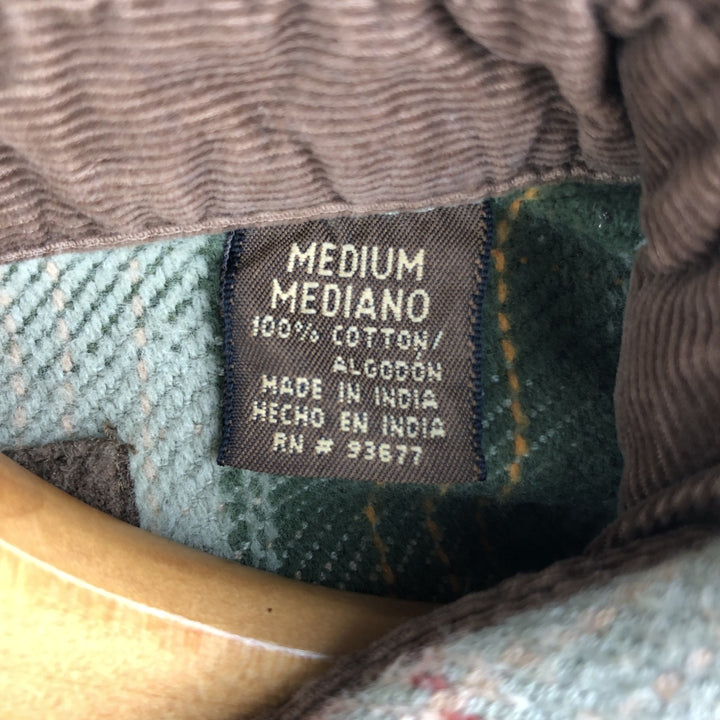 MEDIUM
MEDIANO
100% COTTON/
ALGODON
MADE IN INDIA
HECHO EN INDIA
RN # 93677